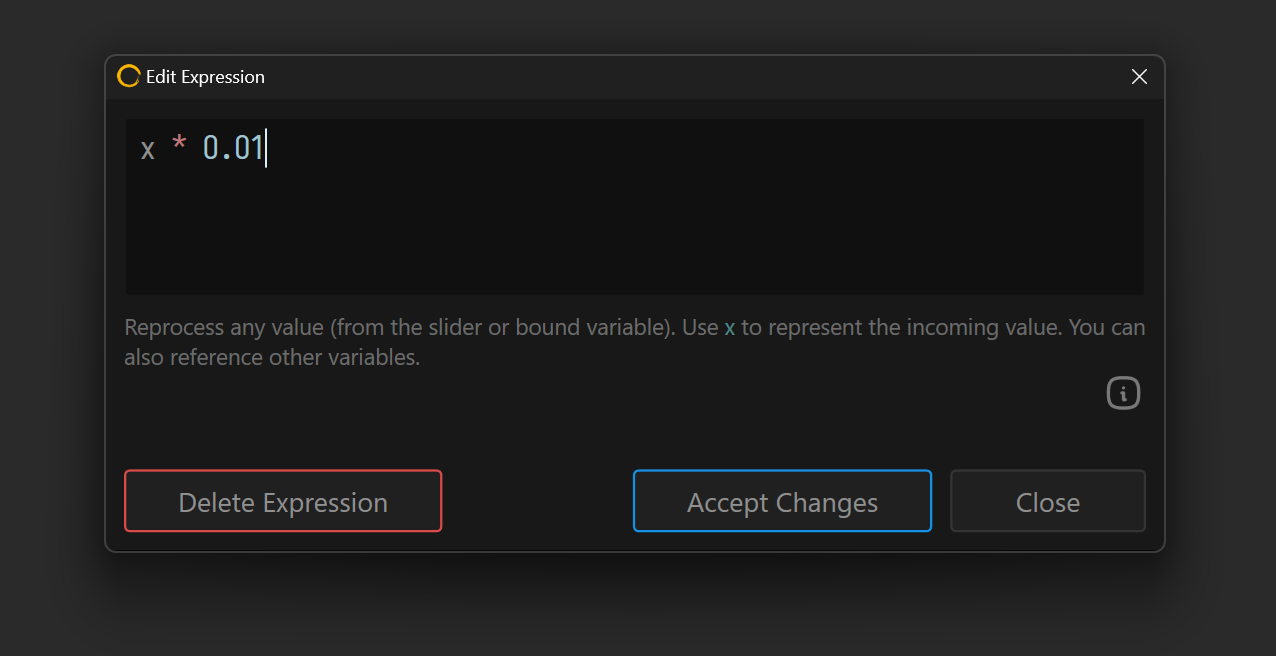 Edit Expression
x * 0.01
Reprocess any value (from the slider or bound variable). Use x to represent the incoming value. You can
also reference other variables.
Delete Expression
Accept Changes
Close